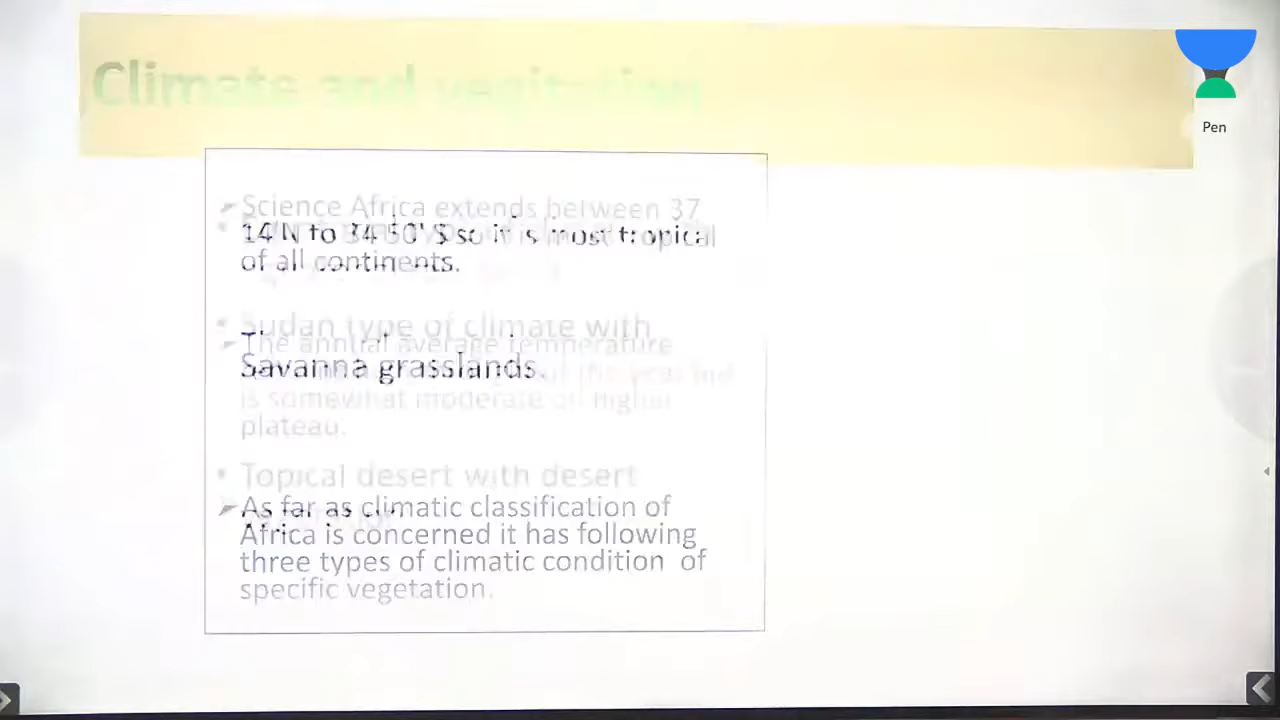 Climate and
Science Africa extends between 37
14'N to 34 50' S so it is most tropical
of all continents.
Sudan type of climate with
The annual average temperature
Savanna grasslands.
is somewhat moderate on higher
plateau.
Topical desert with desert
As far as climatic classification of
Africa is concerned it has following
three types of climatic condition of
specific vegetation.
Pen